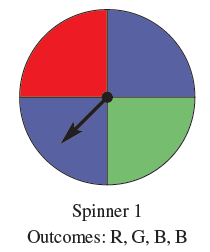 Spinner 1
Outcomes: R, G, B, B